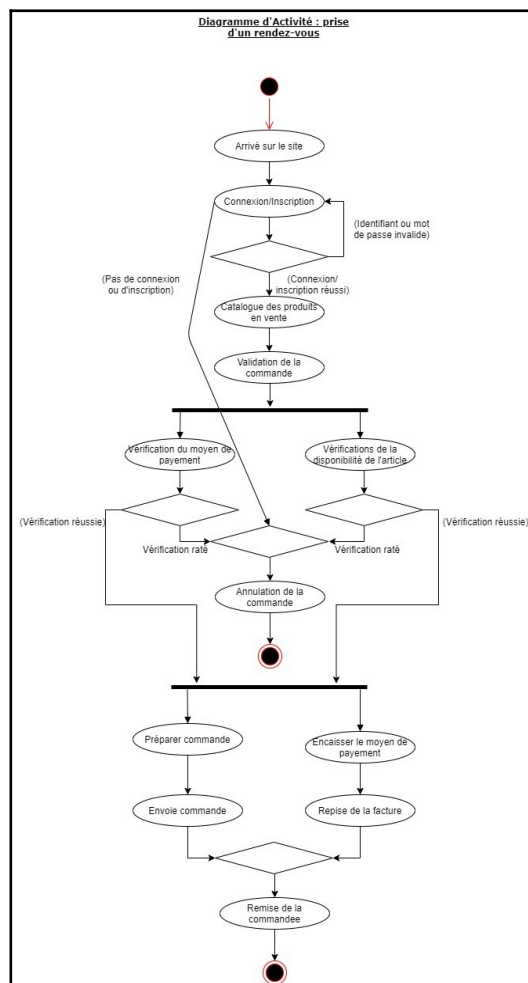 Diagramme d'Activité : prise
d'un rendez-vous
Arrivé sur le site
Connexion/Inscription
(Identifiant ou mot
de passe invalide)
(Pas de connexion
ou d'inscription)
(Connexion/
inscription réussi)
Catalogue des produits
en vente
Validation de la
commande
Vérification du moyen de
payement
Vérifications de la
disponibilité de l'article
(Vérification réussie)
(Vérification réussie)
Vérification raté
Vérification raté
Annulation de la
commande
Préparer commande
Encaisser le moyen de
payement
Envoie commande
Repise de la facture
Remise de la
commandee